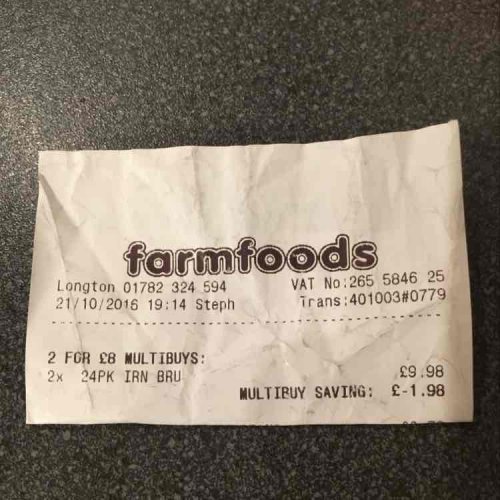 farmfoods
Longton 01782 324 594 VAT No:265 5846 25
21/10/2016 19:14 Steph Trans:401003#0779
2 FOR £8 MULTIBUYS:
2x 24PK IRN BRU £9.98
MULTIBUY SAVING: £-1.98